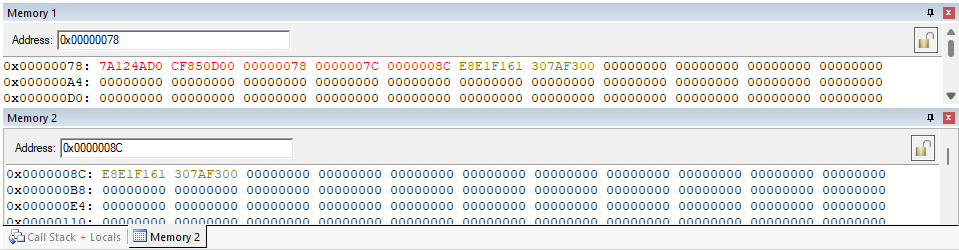 Memory 1
Address: 0x00000078
0x00000078: 7A124AD0 CF850D00 00000078 0000007C 0000008C E8E1F161 307AF300 00000000 00000000 00000000 00000000
0x000000A4: 00000000 00000000 00000000 00000000 00000000 00000000 00000000 00000000 00000000 00000000 00000000
0x000000D0: 00000000 00000000 00000000 00000000 00000000 00000000 00000000 00000000 00000000 00000000 00000000
Memory 2
Address: 0x0000008C
0x0000008C: E8E1F161 307AF300 00000000 00000000 00000000 00000000 00000000 00000000 00000000 00000000 00000000
0x000000B8: 00000000 00000000 00000000 00000000 00000000 00000000 00000000 00000000 00000000 00000000 00000000
0x000000E4: 00000000 00000000 00000000 00000000 00000000 00000000 00000000 00000000 00000000 00000000 00000000
0x00000110: 00000000 00000000 00000000 00000000 00000000 00000000 00000000 00000000 00000000 00000000 00000000
Call Stack + Locals Memory 2